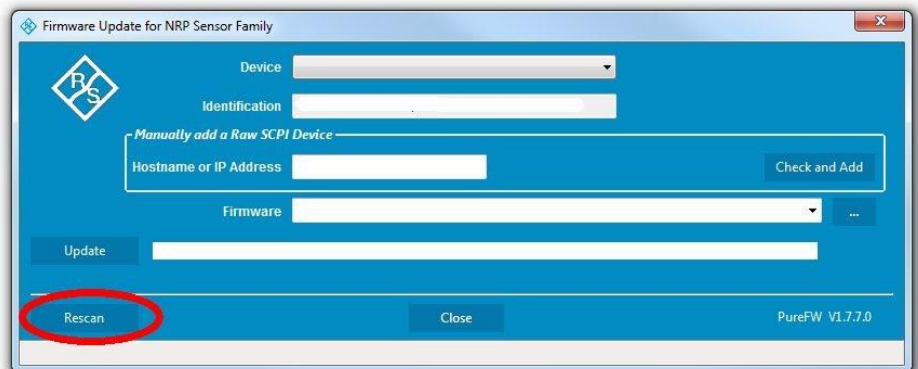 Firmware Update for NRP Sensor Family
R
S
Device
Identification
Manually add a Raw SCPI Device
Hostname or IP Address
Check and Add
Firmware
...
Update
Rescan
Close
PureFW V1.7.7.0